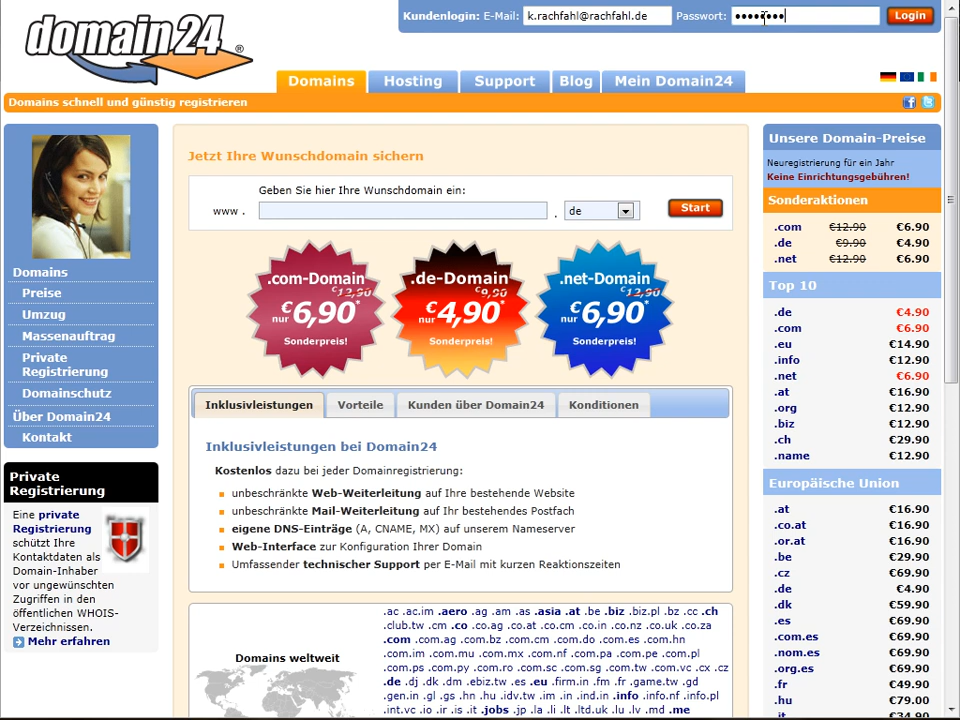 Kundenlogin: E-Mail: k.rachfahl@rachfahl.de Passwort: •••••••• Login
domain24 ®
Domains Hosting Support Blog Mein Domain24
Domains schnell und günstig registrieren
Domains
Preise
Umzug
Massenauftrag
Private
Registrierung
Domainschutz
Über Domain24
Kontakt
Private
Registrierung
Eine private
Registrierung
schützt Ihre
Kontaktdaten als
Domain-Inhaber
vor ungewünschten
Zugriffen in den
öffentlichen WHOIS-
Verzeichnissen.
Mehr erfahren
Jetzt Ihre Wunschdomain sichern
Geben Sie hier Ihre Wunschdomain ein:
www . . de Start
.com-Domain
€12,90
nur €6,90*
Sonderpreis!
.de-Domain
€9,90
nur €4,90*
Sonderpreis!
.net-Domain
€12,90
nur €6,90*
Sonderpreis!
Inklusivleistungen Vorteile Kunden über Domain24 Konditionen
Inklusivleistungen bei Domain24
Kostenlos dazu bei jeder Domainregistrierung:
unbeschränkte Web-Weiterleitung auf Ihre bestehende Website
unbeschränkte Mail-Weiterleitung auf Ihr bestehendes Postfach
eigene DNS-Einträge (A, CNAME, MX) auf unserem Nameserver
Web-Interface zur Konfiguration Ihrer Domain
Umfassender technischer Support per E-Mail mit kurzen Reaktionszeiten
Domains weltweit
.ac .ac.im .aero .ag .am .as .asia .at .be .biz .biz.pl .bz .cc .ch
.club.tw .cm .co .co.ag .co.at .co.cm .co.in .co.nz .co.uk .co.za
.com .com.ag .com.bz .com.cm .com.do .com.es .com.hn
.com.im .com.mu .com.mx .com.nf .com.pa .com.pe .com.pl
.com.ps .com.py .com.ro .com.sc .com.sg .com.tw .com.vc .cx .cz
.de .dj .dk .dm .ebiz.tw .es .eu .firm.in .fm .fr .game.tw .gd
.gen.in .gl .gs .hn .hu .idv.tw .im .in .ind.in .info .info.nf .info.pl
.int.vc .io .ir .is .it .jobs .jp .la .li .lt .ltd.uk .lu .lv .md .me
Unsere Domain-Preise
Neuregistrierung für ein Jahr
Keine Einrichtungsgebühren!
Sonderaktionen
.com €12.90 €6.90
.de €9.90 €4.90
.net €12.90 €6.90
Top 10
.de €4.90
.com €6.90
.eu €14.90
.info €12.90
.net €6.90
.at €16.90
.org €12.90
.biz €12.90
.ch €29.90
.name €12.90
Europäische Union
.at €16.90
.co.at €16.90
.or.at €16.90
.be €29.90
.cz €69.90
.de €4.90
.dk €59.90
.es €69.90
.com.es €69.90
.nom.es €69.90
.org.es €69.90
.fr €49.90
.hu €79.00
.it €34.90